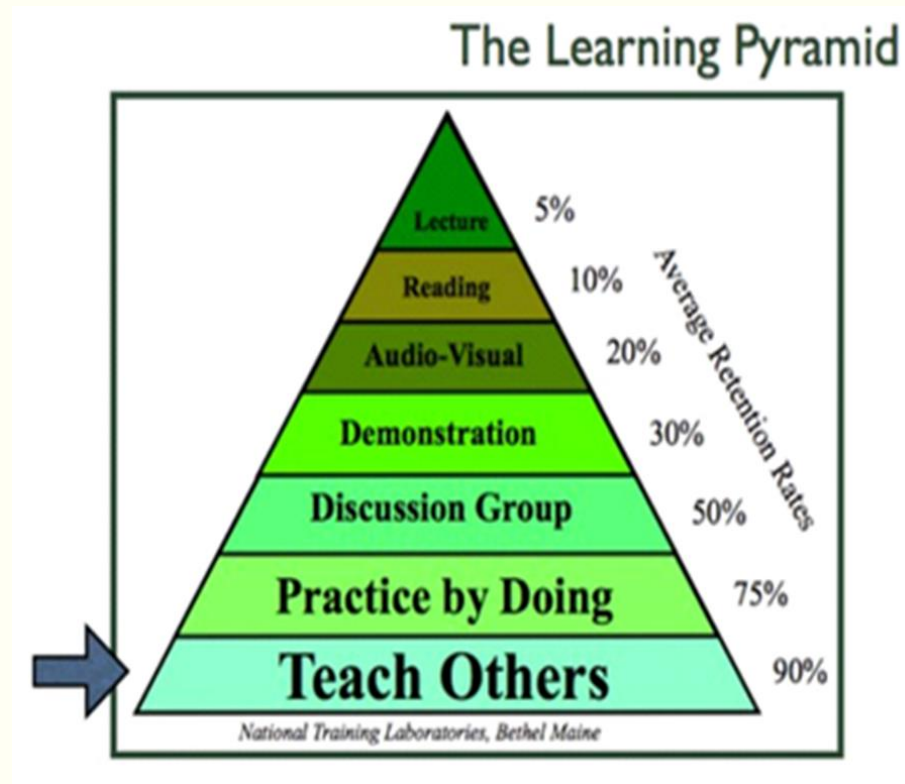 The Learning Pyramid
Lecture
5%
Reading
10%
Audio-Visual
20%
Demonstration
30%
Discussion Group
50%
Practice by Doing
75%
Teach Others
90%
Average Retention Rates
National Training Laboratories, Bethel Maine